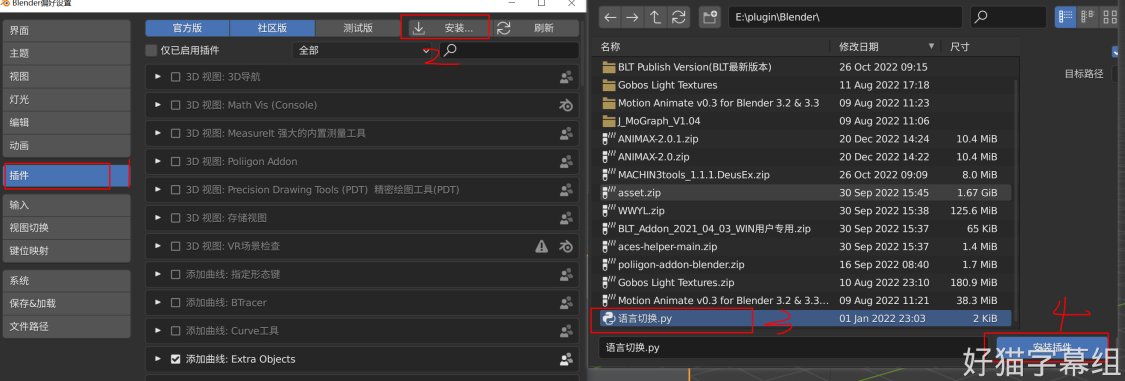 Blender偏好设置
界面
主题
视图
灯光
编辑
动画
插件
输入
视图切换
键位映射
系统
保存&加载
文件路径
官方版 社区版 测试版 安装... 刷新
仅已启用插件 全部
2
3D 视图: 3D导航
3D 视图: Math Vis (Console)
3D 视图: MeasureIt 强大的内置测量工具
3D 视图: Poliigon Addon
3D 视图: Precision Drawing Tools (PDT) 精密绘图工具(PDT)
3D 视图: 存储视图
3D 视图: VR场景检查
添加曲线: 指定形态键
添加曲线: BTracer
添加曲线: Curve工具
添加曲线: Extra Objects
E:\plugin\Blender\
名称 修改日期 尺寸
BLT Publish Version(BLT最新版本) 26 Oct 2022 09:15
Gobos Light Textures 11 Aug 2022 17:18
Motion Animate v0.3 for Blender 3.2 & 3.3 09 Aug 2022 11:23
J_MoGraph_V1.04 09 Aug 2022 11:06
ANIMAX-2.0.1.zip 20 Dec 2022 14:24 10.4 MiB
ANIMAX-2.0.zip 20 Dec 2022 14:22 10.4 MiB
MACHIN3tools_1.1.1.DeusEx.zip 26 Oct 2022 09:09 8.0 MiB
asset.zip 30 Sep 2022 15:45 1.67 GiB
WWYL.zip 30 Sep 2022 15:38 125.6 MiB
BLT_Addon_2021_04_03_WIN用户专用.zip 30 Sep 2022 15:37 65 KiB
aces-helper-main.zip 30 Sep 2022 15:37 1.4 MiB
poliigon-addon-blender.zip 16 Sep 2022 08:40 1.7 MiB
Gobos Light Textures.zip 10 Aug 2022 23:10 180.9 MiB
Motion Animate v0.3 for Blender 3.2 & 3.3... 09 Aug 2022 11:21 38.3 MiB
语言切换.py 01 Jan 2022 23:03 2 KiB
3
4
语言切换.py 安装插件
目标路径
好猫字幕组